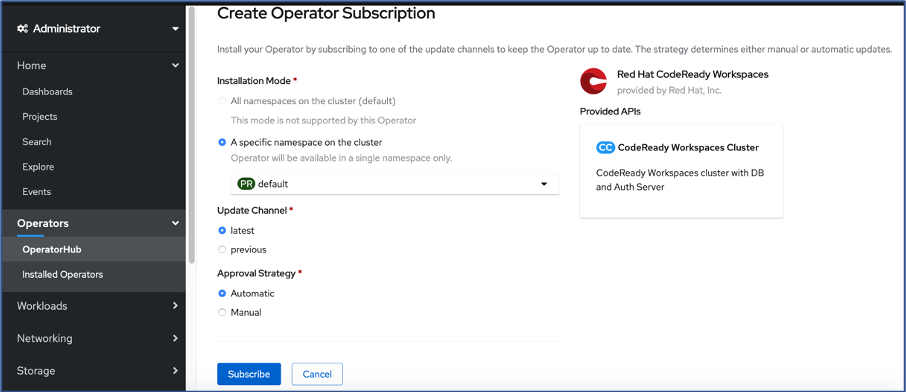 Administrator
Home
Dashboards
Projects
Search
Explore
Events
Operators
OperatorHub
Installed Operators
Workloads
Networking
Storage
Create Operator Subscription
Install your Operator by subscribing to one of the update channels to keep the Operator up to date. The strategy determines either manual or automatic updates.
Installation Mode *
All namespaces on the cluster (default)
This mode is not supported by this Operator
A specific namespace on the cluster
Operator will be available in a single namespace only.
PR default
Update Channel *
latest
previous
Approval Strategy *
Automatic
Manual
Subscribe Cancel
Red Hat CodeReady Workspaces
provided by Red Hat, Inc.
Provided APIs
CC CodeReady Workspaces Cluster
CodeReady Workspaces cluster with DB
and Auth Server